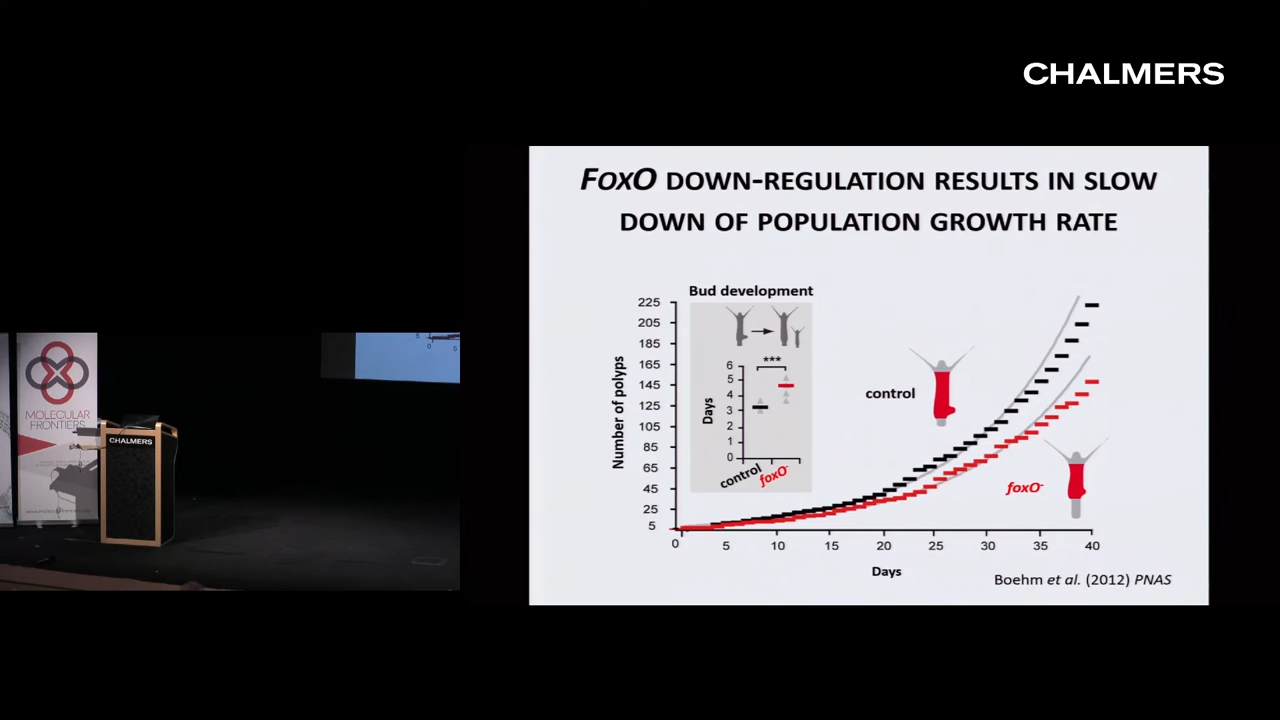 CHALMERS
FOXO DOWN-REGULATION RESULTS IN SLOW
DOWN OF POPULATION GROWTH RATE
Bud development
***
6
5
4
3
2
1
0
Days
control
foxO-
225
205
185
165
145
125
105
85
65
45
25
5
Number of polyps
control
foxO-
0
5
10
15
20
25
30
35
40
Days
Boehm et al. (2012) PNAS
MOLECULAR
FRONTIERS
CHALMERS